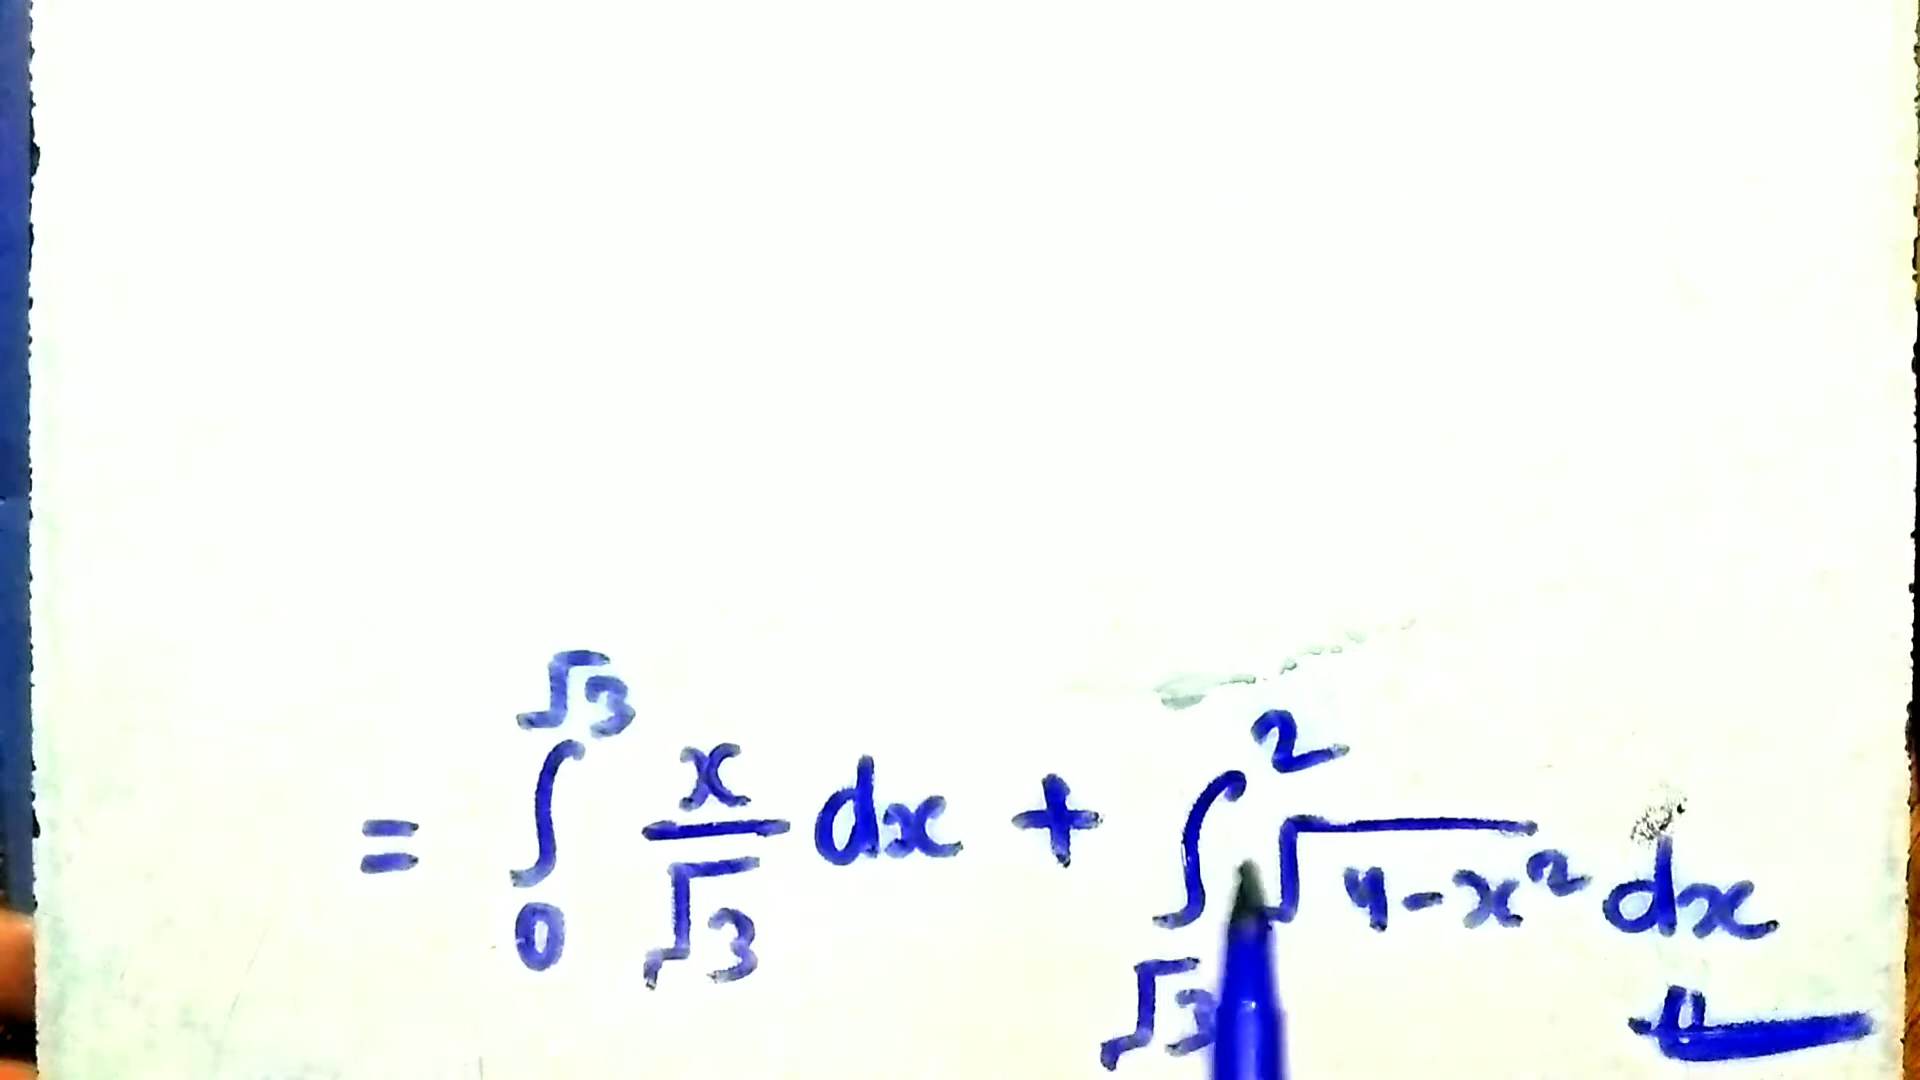 = ∫₀^√3 x/√3 dx + ∫_√3^2 √(4-x²) dx